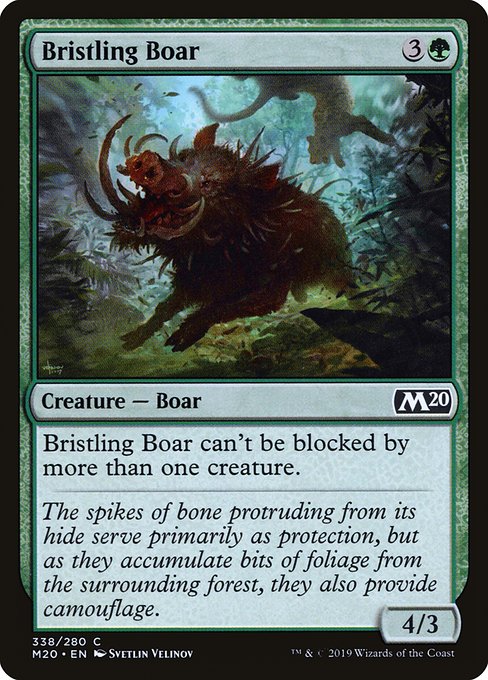 Bristling Boar 3
Creature — Boar M20
Bristling Boar can't be blocked by
more than one creature.
The spikes of bone protruding from its
hide serve primarily as protection, but
as they accumulate bits of foliage from
the surrounding forest, they also provide
camouflage.
4/3
338/280 C
M20 • EN Svetlin Velinov ™ & © 2019 Wizards of the Coast